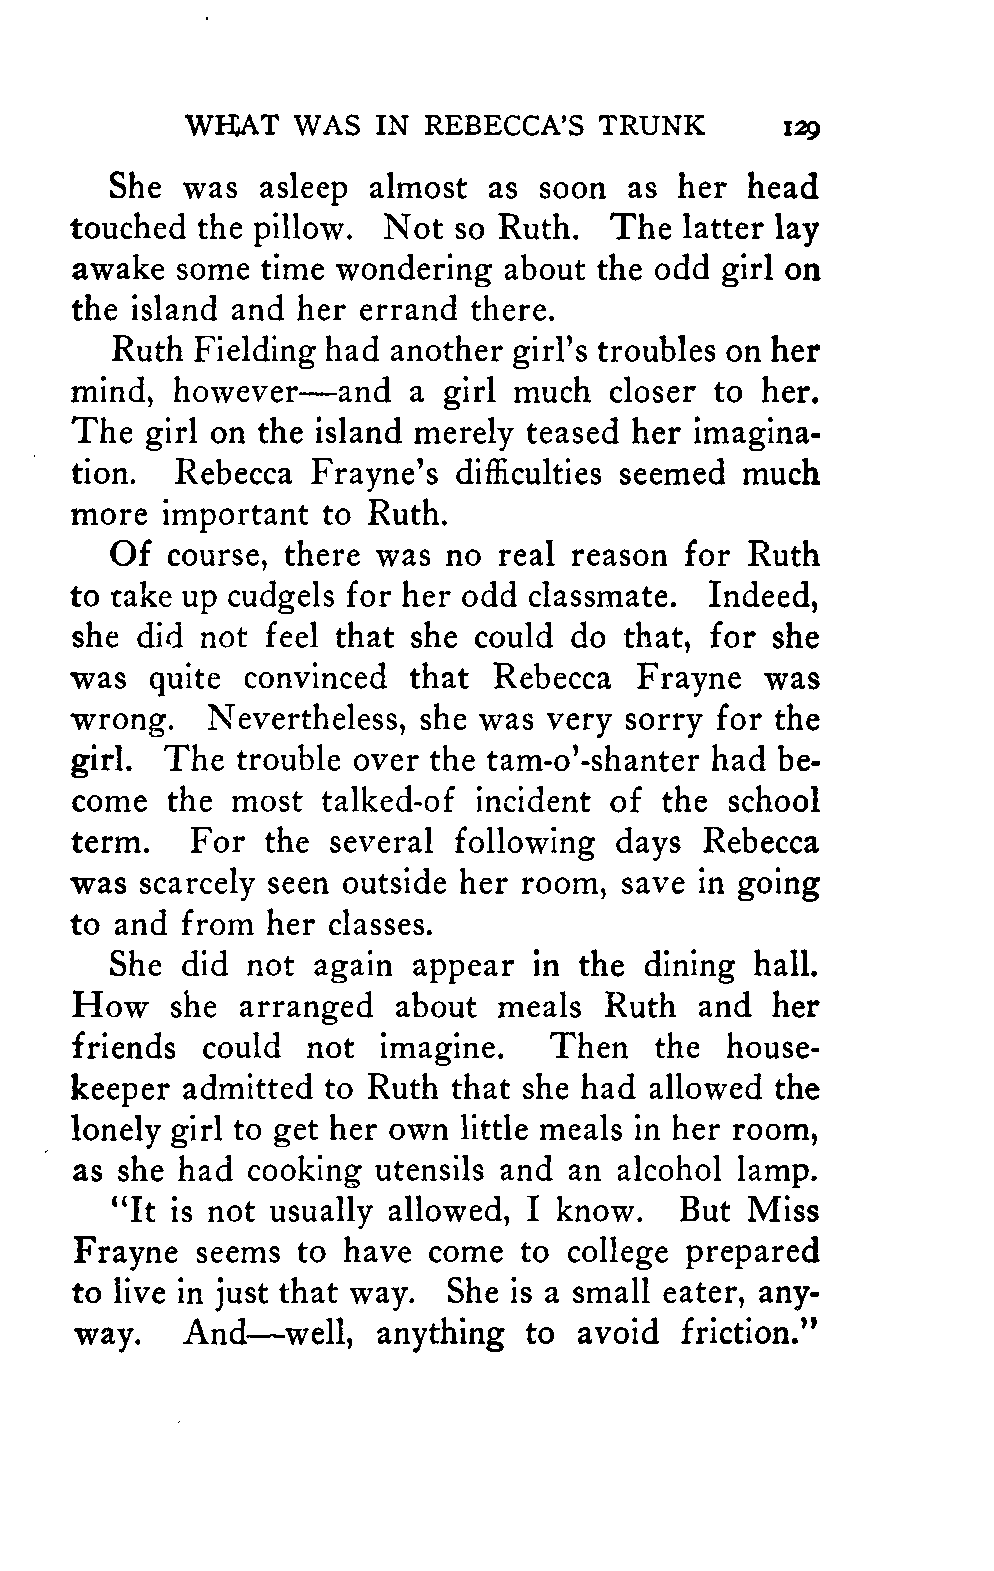 WHAT WAS IN REBECCA'S TRUNK 129
She was asleep almost as soon as her head
touched the pillow. Not so Ruth. The latter lay
awake some time wondering about the odd girl on
the island and her errand there.
Ruth Fielding had another girl's troubles on her
mind, however—and a girl much closer to her.
The girl on the island merely teased her imagina-
tion. Rebecca Frayne's difficulties seemed much
more important to Ruth.
Of course, there was no real reason for Ruth
to take up cudgels for her odd classmate. Indeed,
she did not feel that she could do that, for she
was quite convinced that Rebecca Frayne was
wrong. Nevertheless, she was very sorry for the
girl. The trouble over the tam-o'-shanter had be-
come the most talked-of incident of the school
term. For the several following days Rebecca
was scarcely seen outside her room, save in going
to and from her classes.
She did not again appear in the dining hall.
How she arranged about meals Ruth and her
friends could not imagine. Then the house-
keeper admitted to Ruth that she had allowed the
lonely girl to get her own little meals in her room,
as she had cooking utensils and an alcohol lamp.
"It is not usually allowed, I know. But Miss
Frayne seems to have come to college prepared
to live in just that way. She is a small eater, any-
way. And—well, anything to avoid friction."